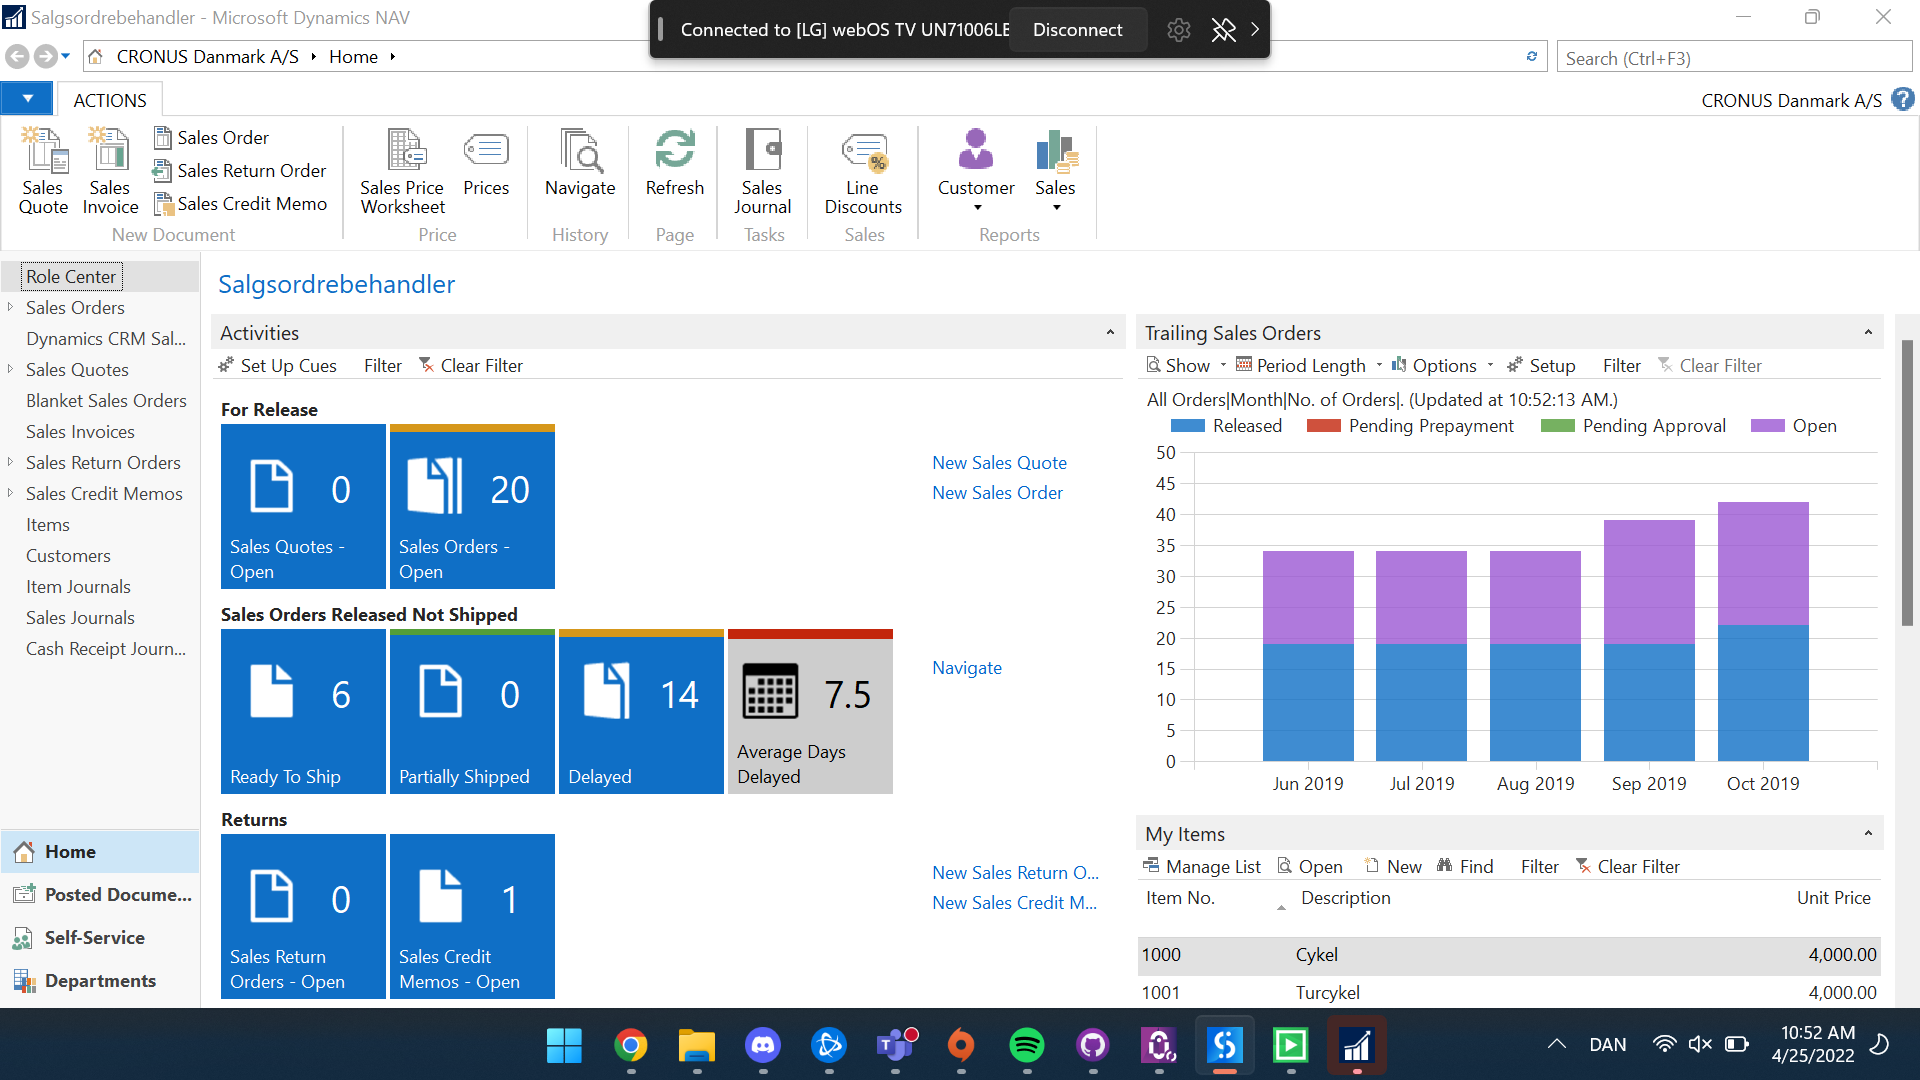 Salgsordrebehandler - Microsoft Dynamics NAV
Connected to [LG] webOS TV UN71006LE
Disconnect
CRONUS Danmark A/S
Home
Search (Ctrl+F3)
ACTIONS
CRONUS Danmark A/S
?
Sales Quote
Sales Invoice
Sales Order
Sales Return Order
Sales Credit Memo
New Document
Sales Price Worksheet
Prices
Price
Navigate
History
Refresh
Page
Sales Journal
Tasks
Line Discounts
Sales
Customer
Sales
Reports
Role Center
Sales Orders
Dynamics CRM Sal...
Sales Quotes
Blanket Sales Orders
Sales Invoices
Sales Return Orders
Sales Credit Memos
Items
Customers
Item Journals
Sales Journals
Cash Receipt Journ...
Home
Posted Docume...
Self-Service
Departments
Salgsordrebehandler
Activities
Set Up Cues
Filter
Clear Filter
For Release
0
Sales Quotes -
Open
20
Sales Orders -
Open
New Sales Quote
New Sales Order
Sales Orders Released Not Shipped
6
Ready To Ship
0
Partially Shipped
14
Delayed
7.5
Average Days
Delayed
Navigate
Returns
0
Sales Return
Orders - Open
1
Sales Credit
Memos - Open
New Sales Return O...
New Sales Credit M...
Trailing Sales Orders
Show
Period Length
Options
Setup
Filter
Clear Filter
All Orders|Month|No. of Orders|. (Updated at 10:52:13 AM.)
Released
Pending Prepayment
Pending Approval
Open
50
45
40
35
30
25
20
15
10
5
0
Jun 2019
Jul 2019
Aug 2019
Sep 2019
Oct 2019
My Items
Manage List
Open
New
Find
Filter
Clear Filter
Item No.
Description
Unit Price
1000
Cykel
4,000.00
1001
Turcykel
4,000.00
DAN
10:52 AM
4/25/2022